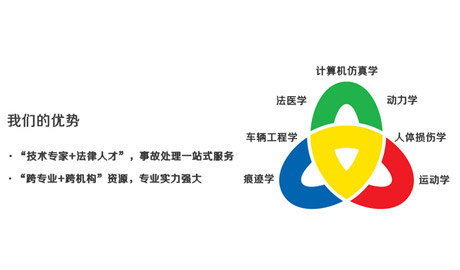 计算机仿真学
法医学
动力学
我们的优势
车辆工程学
人体损伤学
· “技术专家+法律人才”，事故处理一站式服务
· “跨专业+跨机构”资源，专业实力强大
痕迹学
运动学